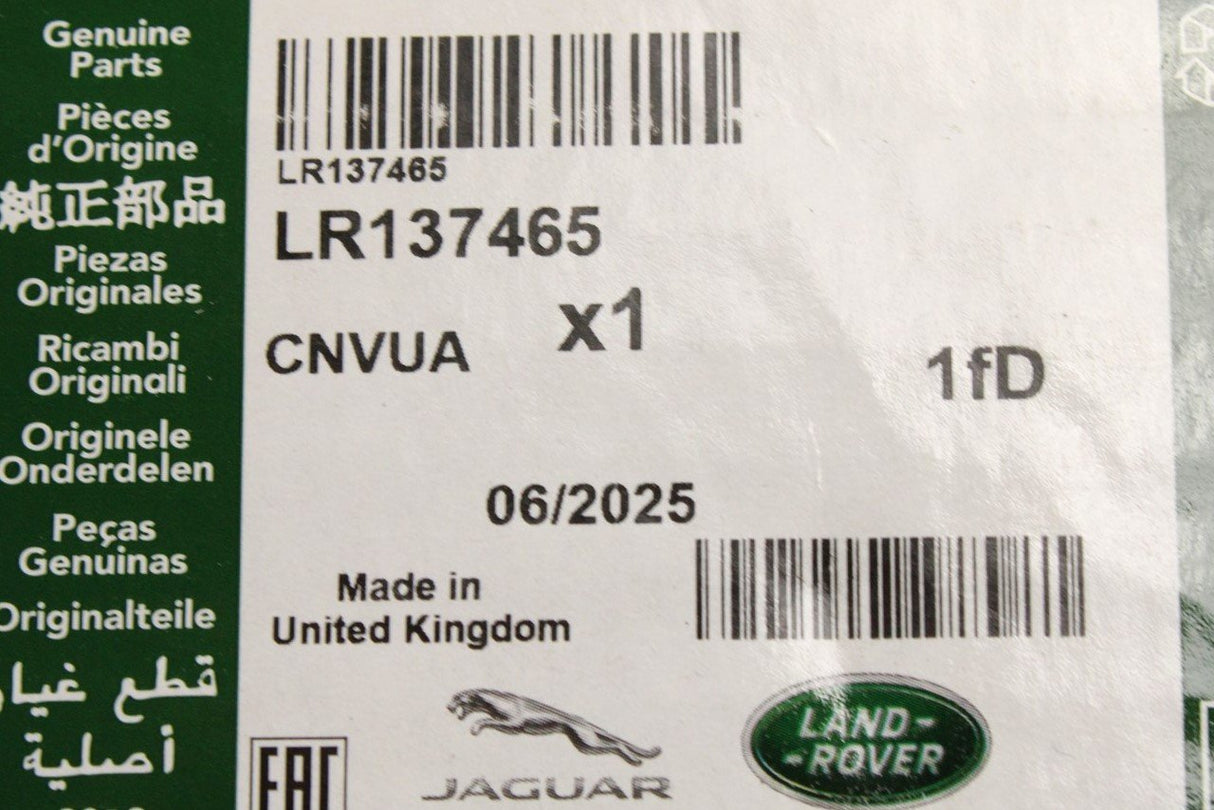 Genuine
Parts
Pièces
d'Origine
純正部品
Piezas
Originales
Ricambi
Originali
Originele
Onderdelen
Peças
Genuinas
Originalteile
قطع غيار
أصلية
LR137465
LR137465
x1
CNVUA
1fD
06/2025
Made in
United Kingdom
EAC
JAGUAR
LAND-
-ROVER